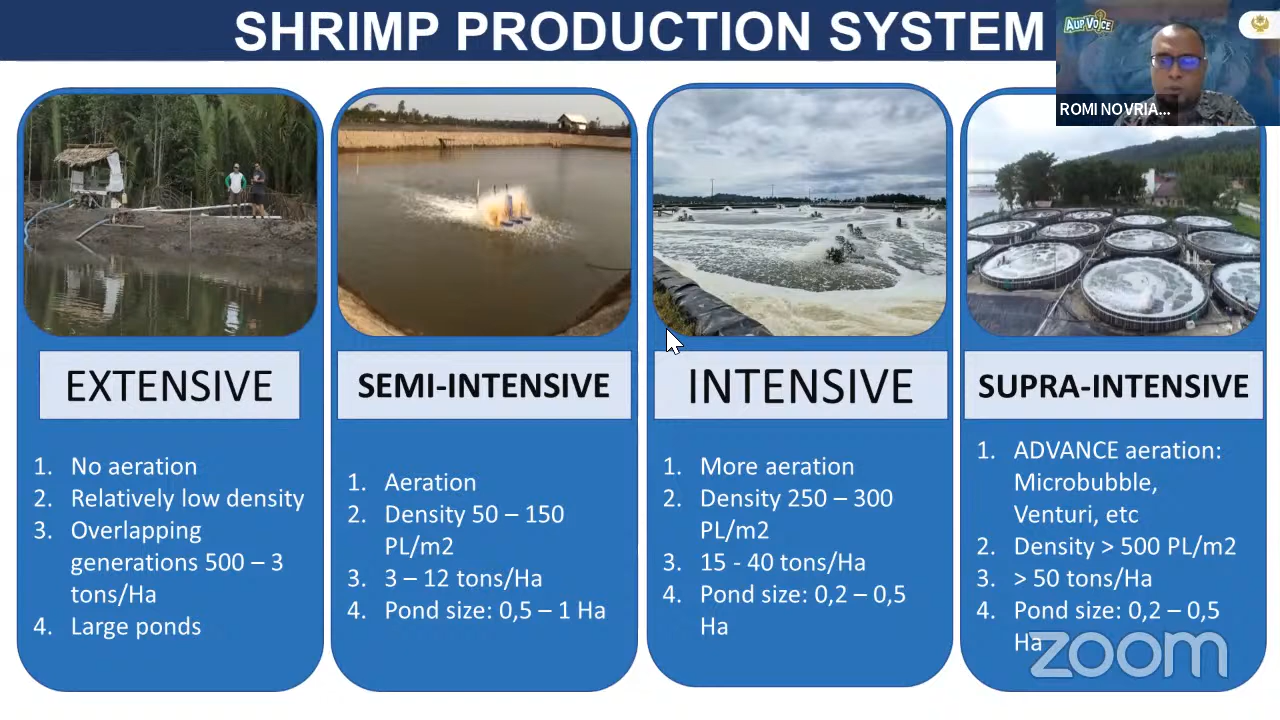 SHRIMP PRODUCTION SYSTEM
AUP VOICE
ROMI NOVRIA...
EXTENSIVE
1. No aeration
2. Relatively low density
3. Overlapping
generations 500 – 3
tons/Ha
4. Large ponds
SEMI-INTENSIVE
1. Aeration
2. Density 50 – 150
PL/m2
3. 3 – 12 tons/Ha
4. Pond size: 0,5 – 1 Ha
INTENSIVE
1. More aeration
2. Density 250 – 300
PL/m2
3. 15 - 40 tons/Ha
4. Pond size: 0,2 – 0,5
Ha
SUPRA-INTENSIVE
1. ADVANCE aeration:
Microbubble,
Venturi, etc
2. Density > 500 PL/m2
3. > 50 tons/Ha
4. Pond size: 0,2 – 0,5
Ha
zoom